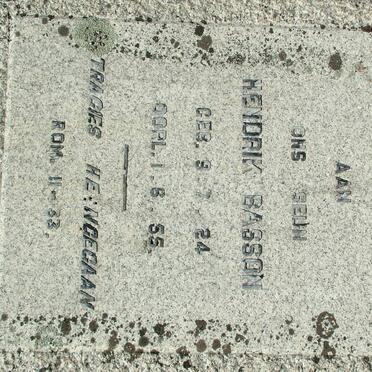 AAN
ONS SEUN
HENDRIK BASSON
GEB. 9. 7. 24
OORL. 1. 6. 55.
TRAGIES HEENGEGAAN
ROM. 11-33.